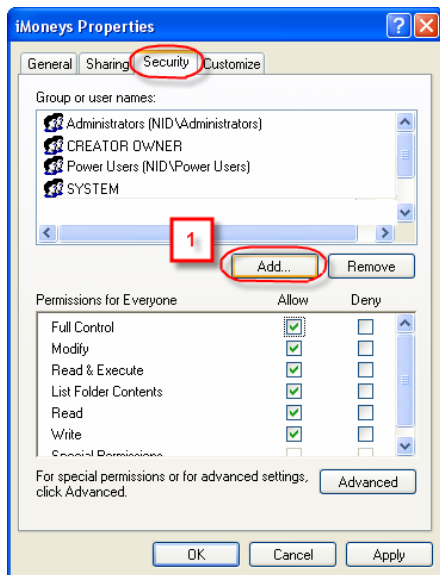 iMoneys Properties
General Sharing Security Customize
Group or user names:
Administrators (NID\Administrators)
CREATOR OWNER
Power Users (NID\Power Users)
SYSTEM
1
Add... Remove
Permissions for Everyone Allow Deny
Full Control
Modify
Read & Execute
List Folder Contents
Read
Write
Special Permissions
For special permissions or for advanced settings,
click Advanced.
Advanced
OK Cancel Apply